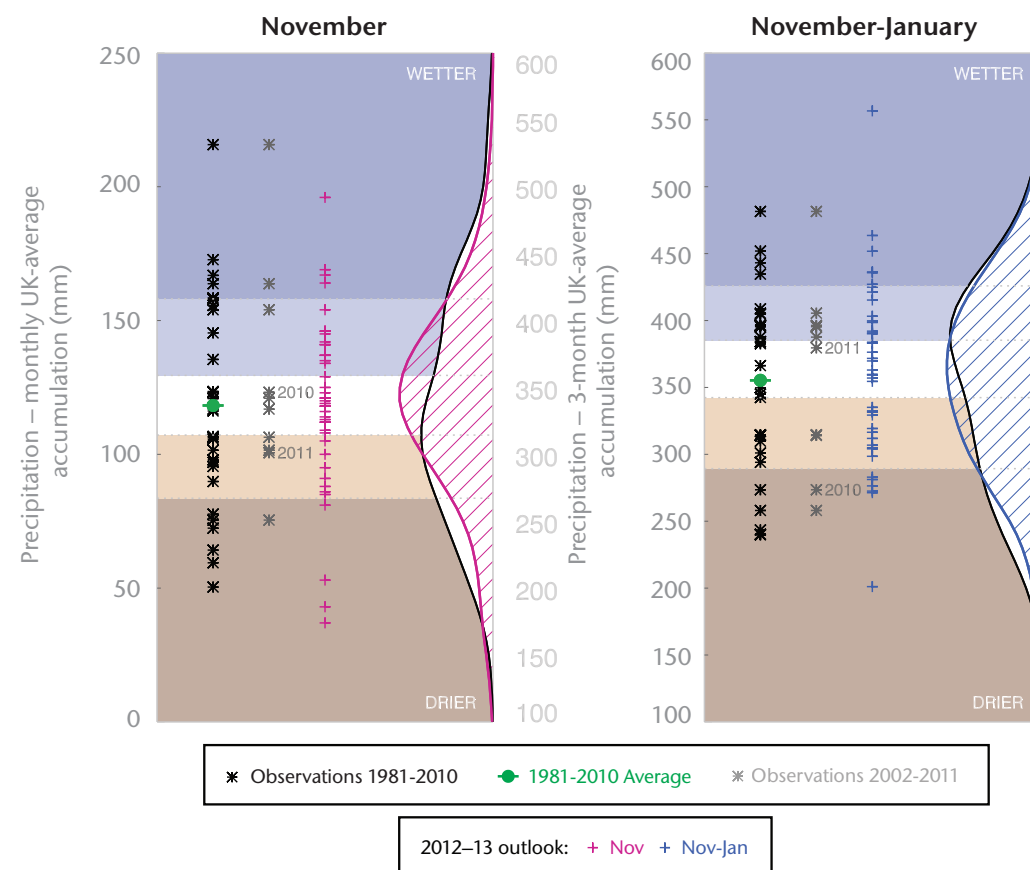 November
November-January
Precipitation – monthly UK-average
accumulation (mm)
250
200
150
100
50
0
WETTER
2010
2011
DRIER
600
550
500
450
400
350
300
250
200
150
100
Precipitation – 3-month UK-average
accumulation (mm)
600
550
500
450
400
350
300
250
200
150
100
WETTER
2011
2010
DRIER
Observations 1981-2010
1981-2010 Average
Observations 2002-2011
2012–13 outlook: + Nov + Nov-Jan